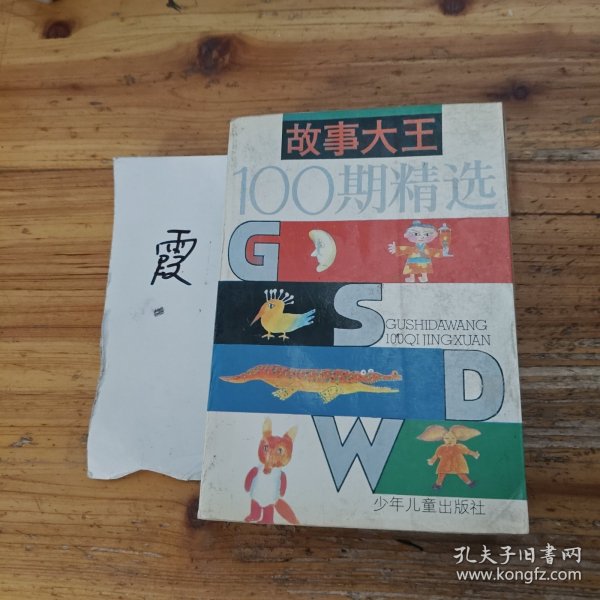 故事大王
100期精选
G
S
GUSHIDAWANG
100QI JINGXUAN
D
W
少年儿童出版社
霞
孔夫子旧书网
www.kongfz.com